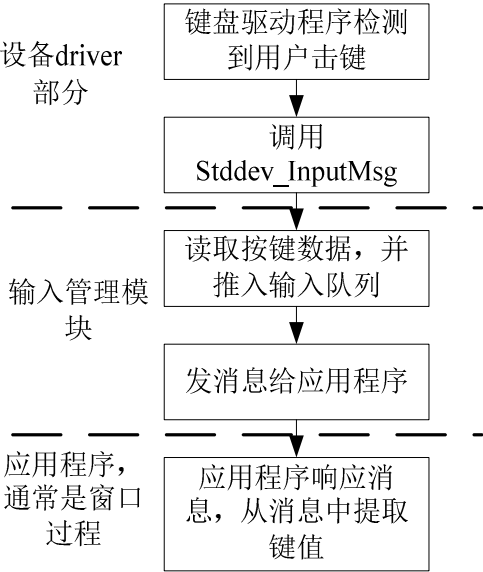 键盘驱动程序检测
到用户击键
设备driver
部分
调用
Stddev_InputMsg
读取按键数据，并
推入输入队列
输入管理模
块
发消息给应用程序
应用程序，
通常是窗口
过程
应用程序响应消
息，从消息中提取
键值